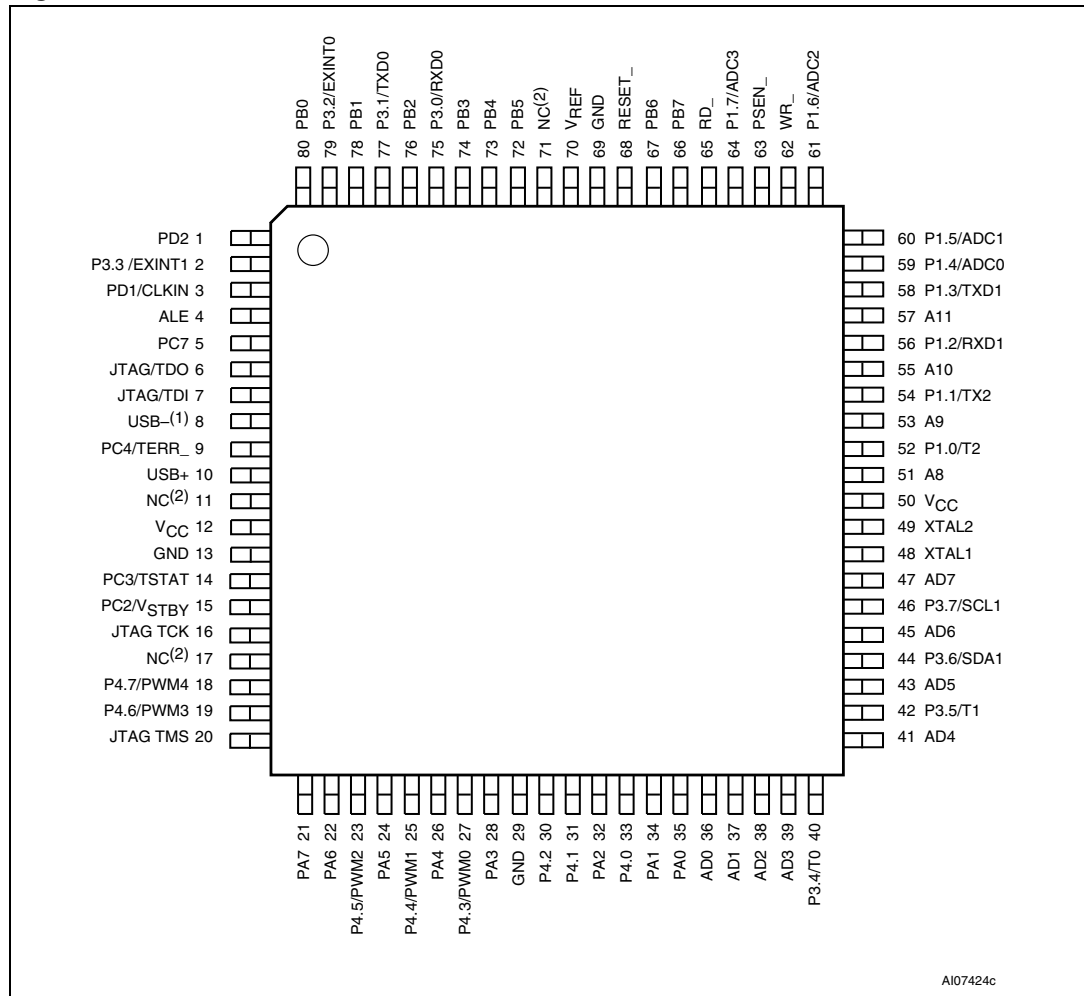 80 PB0
79 P3.2/EXINT0
78 PB1
77 P3.1/TXD0
76 PB2
75 P3.0/RXD0
74 PB3
73 PB4
72 PB5
71 NC(2)
70 VREF
69 GND
68 RESET_
67 PB6
66 PB7
65 RD_
64 P1.7/ADC3
63 PSEN_
62 WR_
61 P1.6/ADC2
PD2 1
P3.3 /EXINT1 2
PD1/CLKIN 3
ALE 4
PC7 5
JTAG/TDO 6
JTAG/TDI 7
USB–(1) 8
PC4/TERR_ 9
USB+ 10
NC(2) 11
VCC 12
GND 13
PC3/TSTAT 14
PC2/VSTBY 15
JTAG TCK 16
NC(2) 17
P4.7/PWM4 18
P4.6/PWM3 19
JTAG TMS 20
60 P1.5/ADC1
59 P1.4/ADC0
58 P1.3/TXD1
57 A11
56 P1.2/RXD1
55 A10
54 P1.1/TX2
53 A9
52 P1.0/T2
51 A8
50 VCC
49 XTAL2
48 XTAL1
47 AD7
46 P3.7/SCL1
45 AD6
44 P3.6/SDA1
43 AD5
42 P3.5/T1
41 AD4
PA7 21
PA6 22
P4.5/PWM2 23
PA5 24
P4.4/PWM1 25
PA4 26
P4.3/PWM0 27
PA3 28
GND 29
P4.2 30
P4.1 31
PA2 32
P4.0 33
PA1 34
PA0 35
AD0 36
AD1 37
AD2 38
AD3 39
P3.4/T0 40
AI07424c